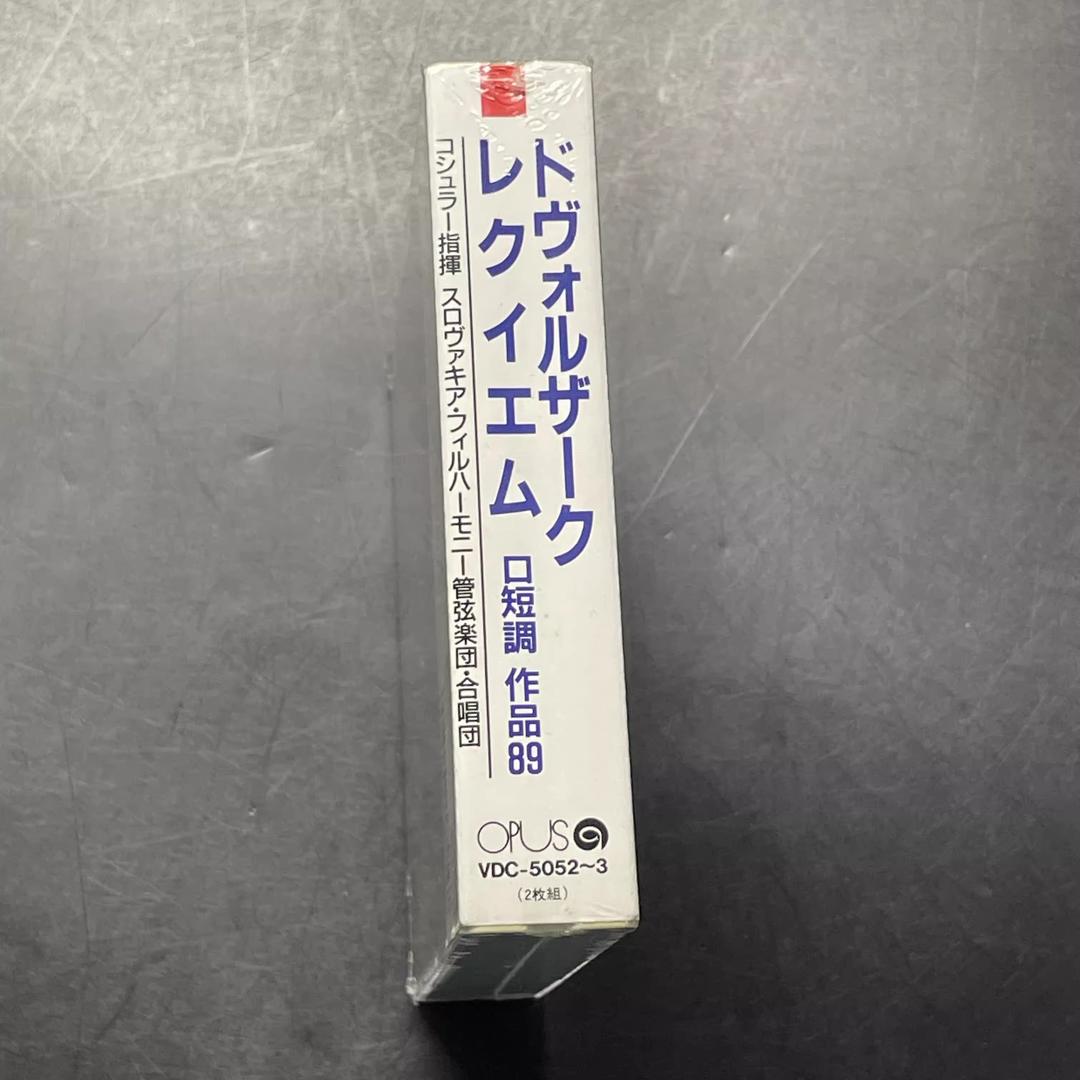 ドヴォルザーク
レクイエム ロ短調 作品89
コシュラー指揮 スロヴァキア・フィルハーモニー管弦楽団・合唱団
OPUS
VDC-5052〜3
(2枚組)